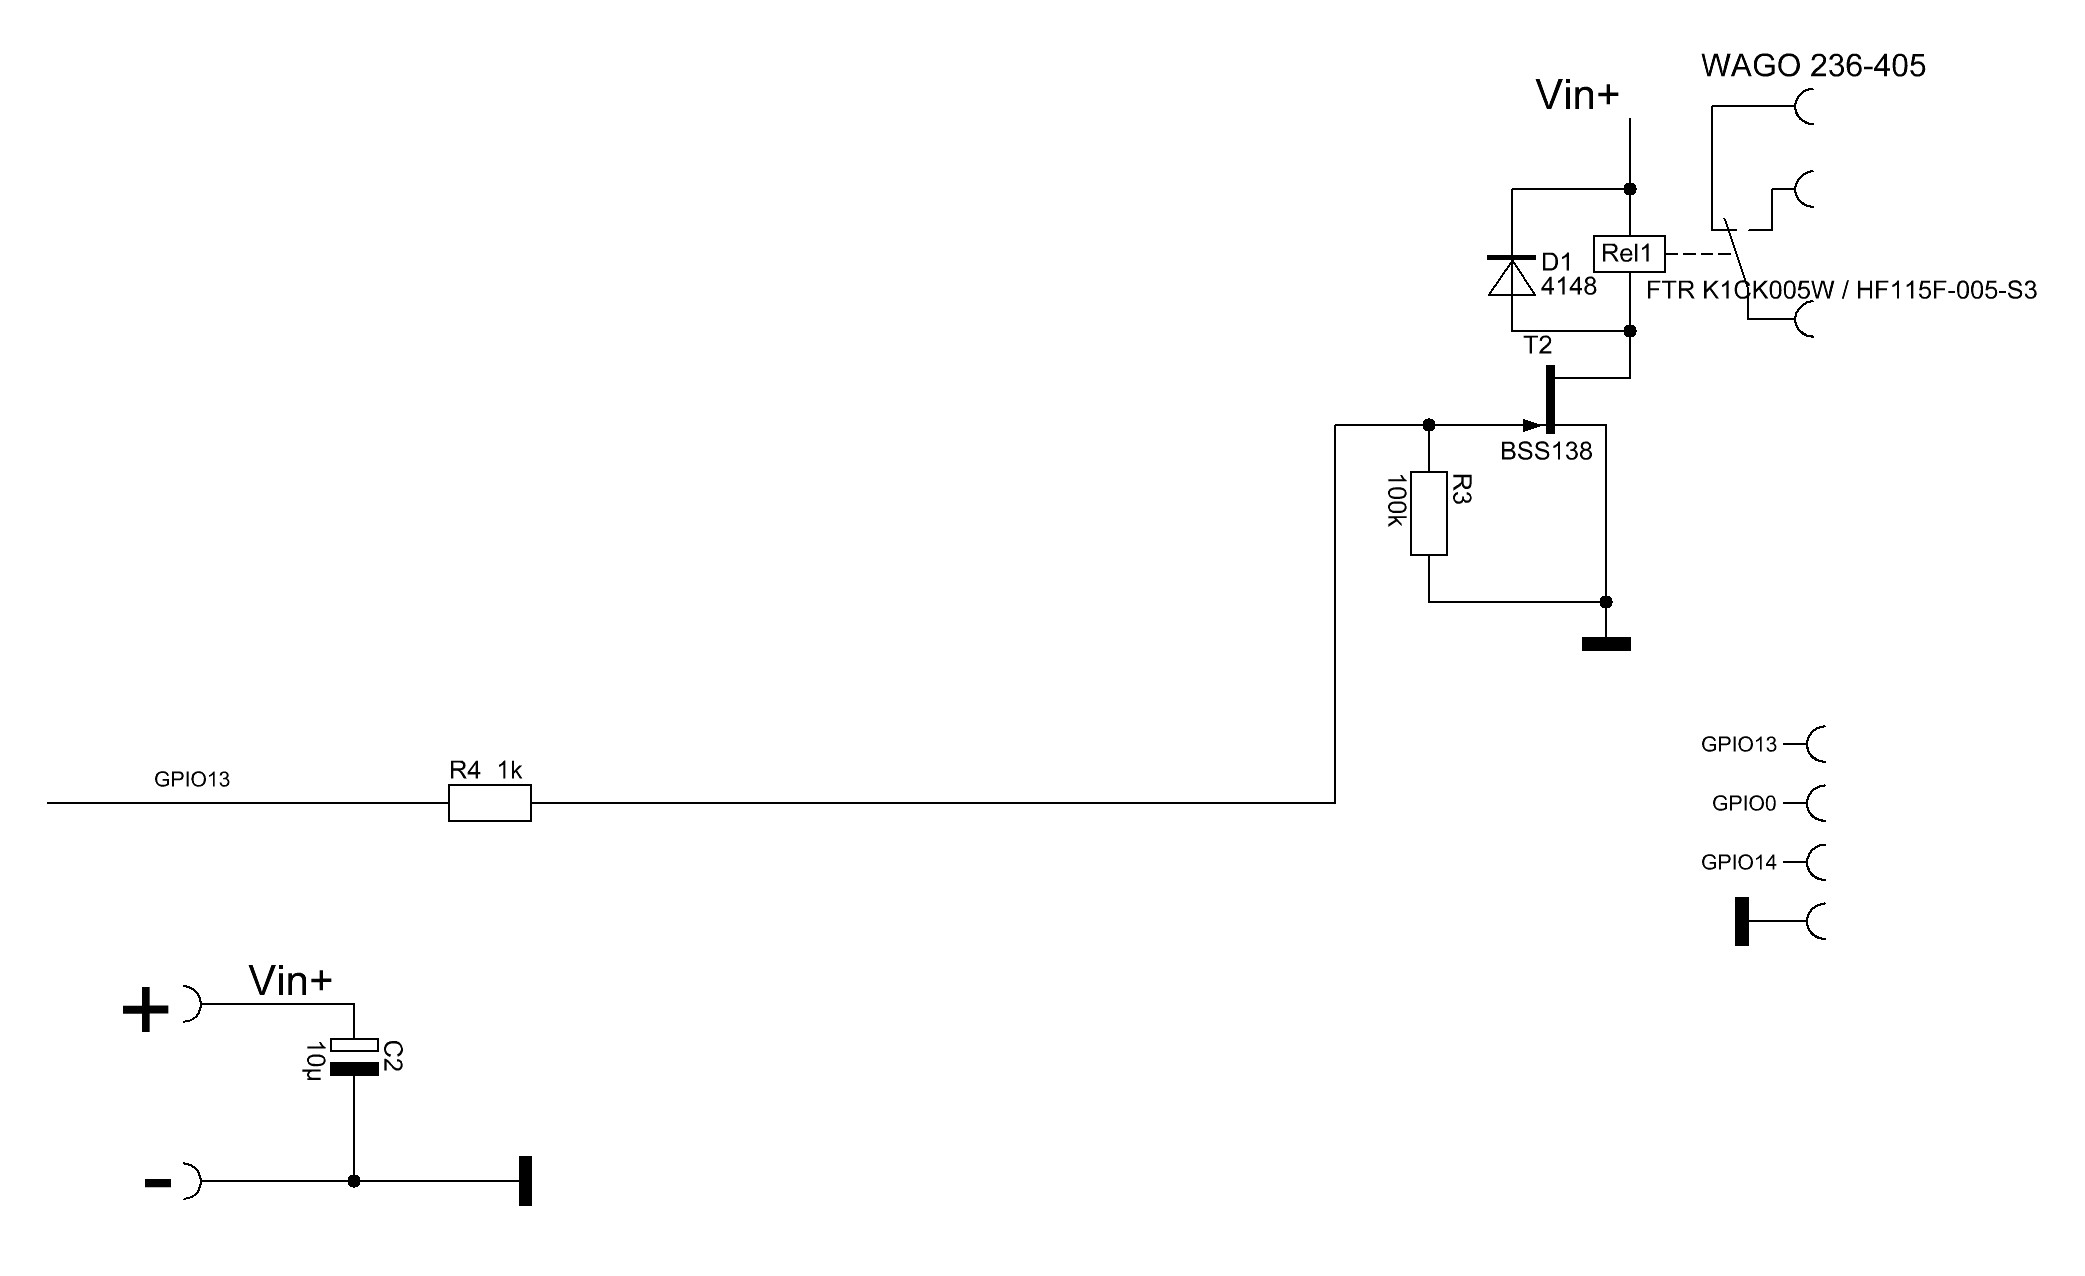 WAGO 236-405
Vin+
D1
4148
Rel1
FTR K1CK005W / HF115F-005-S3
T2
BSS138
R3
100k
GPIO13
GPIO13
R4 1k
GPIO0
GPIO14
Vin+
+
C2
10µ
-